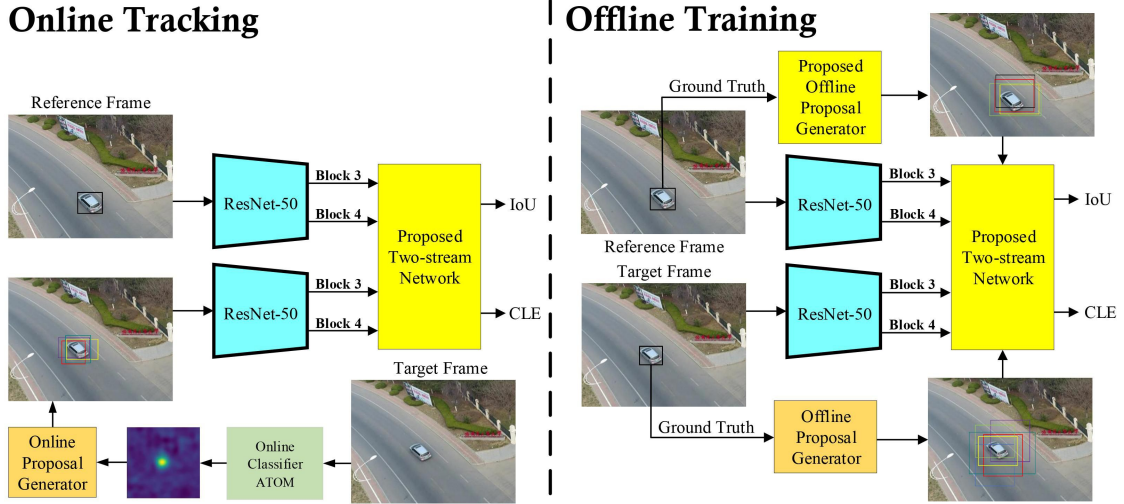 Online Tracking
Reference Frame
ResNet-50
Block 3
Block 4
ResNet-50
Block 3
Block 4
Proposed
Two-stream
Network
IoU
CLE
Target Frame
Online
Proposal
Generator
Online
Classifier
ATOM
Offline Training
Ground Truth
Proposed
Offline
Proposal
Generator
ResNet-50
Block 3
Block 4
Reference Frame
Target Frame
ResNet-50
Block 3
Block 4
Proposed
Two-stream
Network
IoU
CLE
Ground Truth
Offline
Proposal
Generator